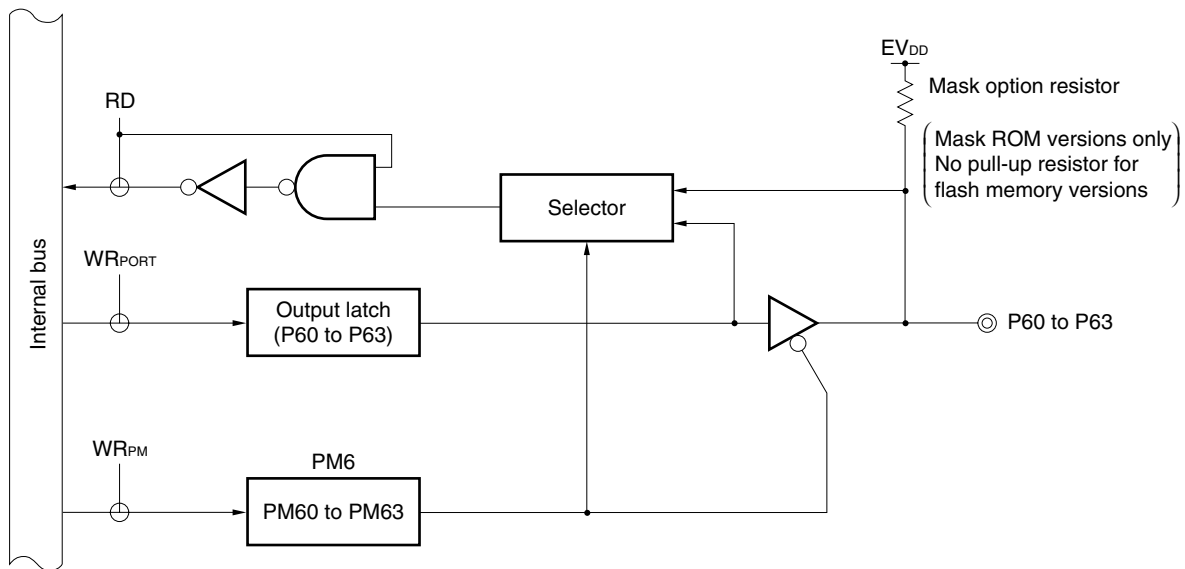 EVDD
Mask option resistor
Mask ROM versions only
No pull-up resistor for
flash memory versions
RD
Selector
Internal bus
WRPORT
Output latch
(P60 to P63)
P60 to P63
WRPM
PM6
PM60 to PM63